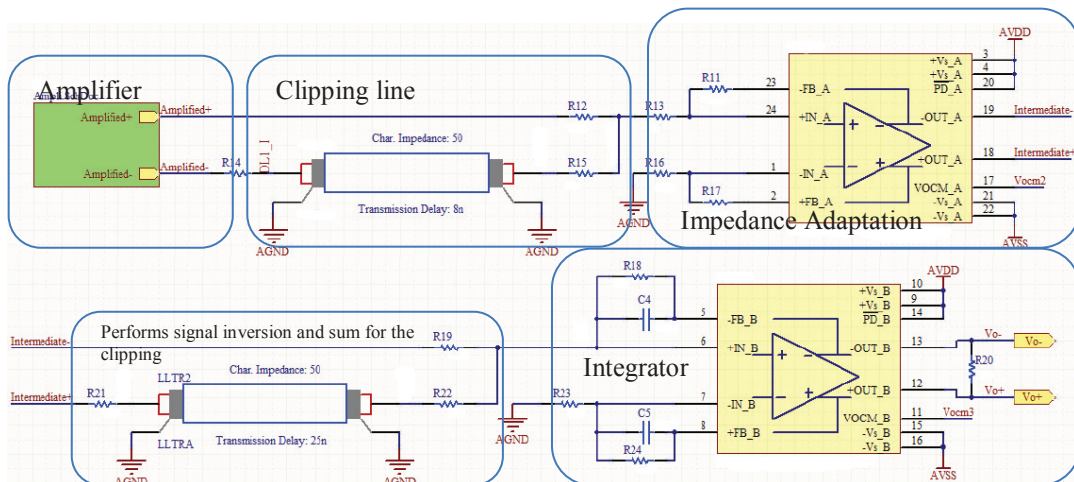 Amplifier
Amplified+
Amplified+
Amplified-
Amplified-
R14
Clipping line
DL1_I
Char. Impedance: 50
Transmission Delay: 8n
AGND
AGND
R12
R15
R13
R16
AGND
R11
R17
Impedance Adaptation
23
-FB_A
24
+IN_A
1
-IN_A
2
+FB_A
AVDD
+Vs_A
3
+Vs_A
4
PD_A
20
-OUT_A
19
Intermediate-
+OUT_A
18
Intermediate+
VOCM_A
17
Vocm2
-Vs_A
21
-Vs_A
22
AVSS
Performs signal inversion and sum for the
clipping
Intermediate-
R19
Intermediate+
R21
LLTR2
Char. Impedance: 50
R22
LLTRA
Transmission Delay: 25n
AGND
AGND
Integrator
R18
C4
R23
AGND
C5
R24
5
-FB_B
6
+IN_B
7
-IN_B
8
+FB_B
AVDD
+Vs_B
10
+Vs_B
9
PD_B
14
-OUT_B
13
Vo-
Vo-
R20
+OUT_B
12
Vo+
Vo+
VOCM_B
11
Vocm3
-Vs_B
15
-Vs_B
16
AVSS